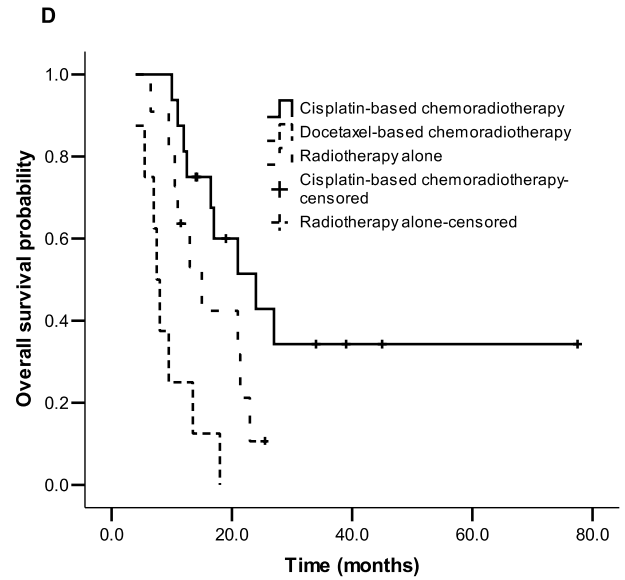 D
Overall survival probability
1.0
0.8
0.6
0.4
0.2
0.0
Cisplatin-based chemoradiotherapy
Docetaxel-based chemoradiotherapy
Radiotherapy alone
Cisplatin-based chemoradiotherapy-
censored
Radiotherapy alone-censored
0.0 20.0 40.0 60.0 80.0
Time (months)